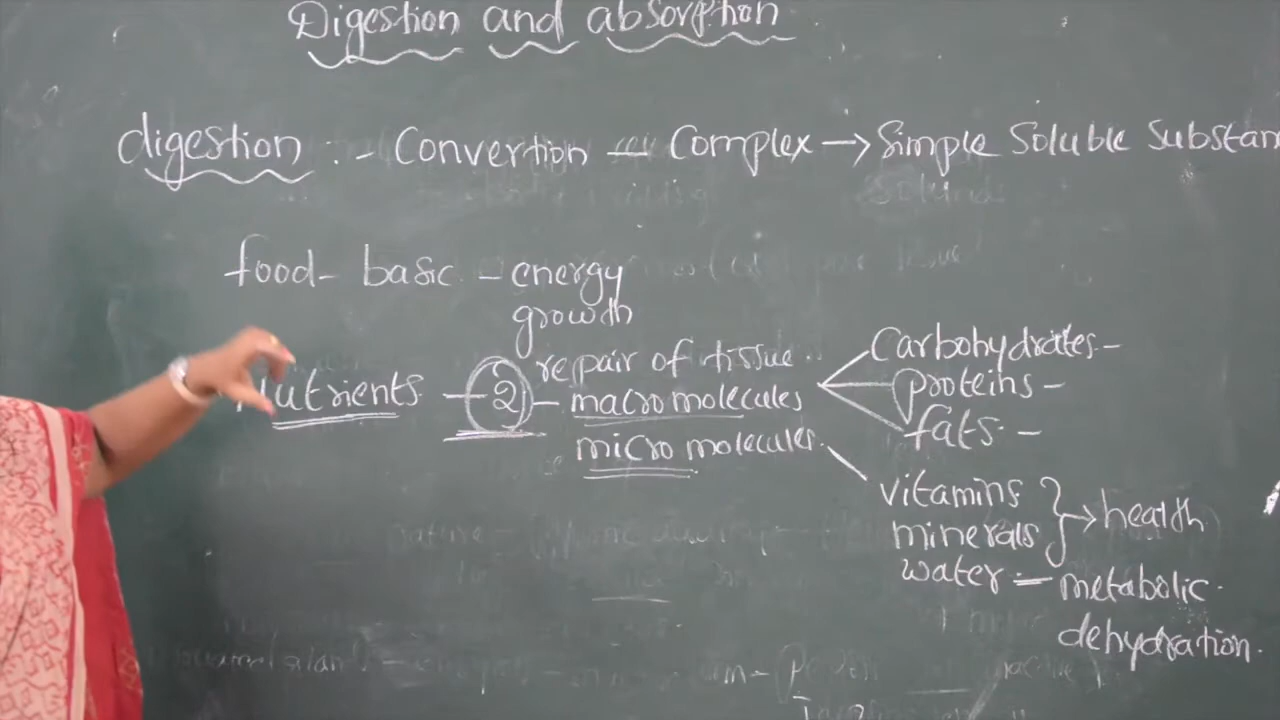 Digestion and absorption
digestion :- Convertion — Complex → Simple Soluble Substan
food - basic - energy
growth
repair of tissue
nutrients - 2 - macro molecules
micro molecules
Carbohydrates -
proteins -
fats -
vitamins
minerals } → health
water = metabolic.
dehydration.